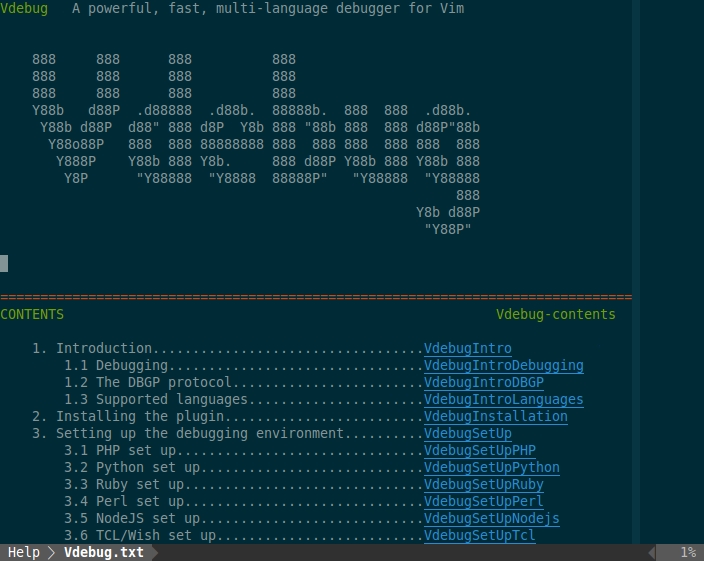 Vdebug   A powerful, fast, multi-language debugger for Vim
    888     888      888          888
    888     888      888          888
    888     888      888          888
    Y88b   d88P  .d88888  .d88b.  88888b.  888  888  .d88b.
     Y88b d88P  d88" 888 d8P  Y8b 888 "88b 888  888 d88P"88b
      Y88o88P   888  888 88888888 888  888 888  888 888  888
       Y888P    Y88b 888 Y8b.     888 d88P Y88b 888 Y88b 888
        Y8P      "Y88888  "Y8888  88888P"   "Y88888  "Y88888
                                                         888
                                                    Y8b d88P
                                                     "Y88P"
===============================================================================
CONTENTS                                                      Vdebug-contents
    1. Introduction..................................VdebugIntro
        1.1 Debugging................................VdebugIntroDebugging
        1.2 The DBGP protocol........................VdebugIntroDBGP
        1.3 Supported languages......................VdebugIntroLanguages
    2. Installing the plugin.........................VdebugInstallation
    3. Setting up the debugging environment..........VdebugSetUp
        3.1 PHP set up...............................VdebugSetUpPHP
        3.2 Python set up............................VdebugSetUpPython
        3.3 Ruby set up..............................VdebugSetUpRuby
        3.4 Perl set up..............................VdebugSetUpPerl
        3.5 NodeJS set up............................VdebugSetUpNodejs
        3.6 TCL/Wish set up..........................VdebugSetUpTcl
Help > Vdebug.txt 1%